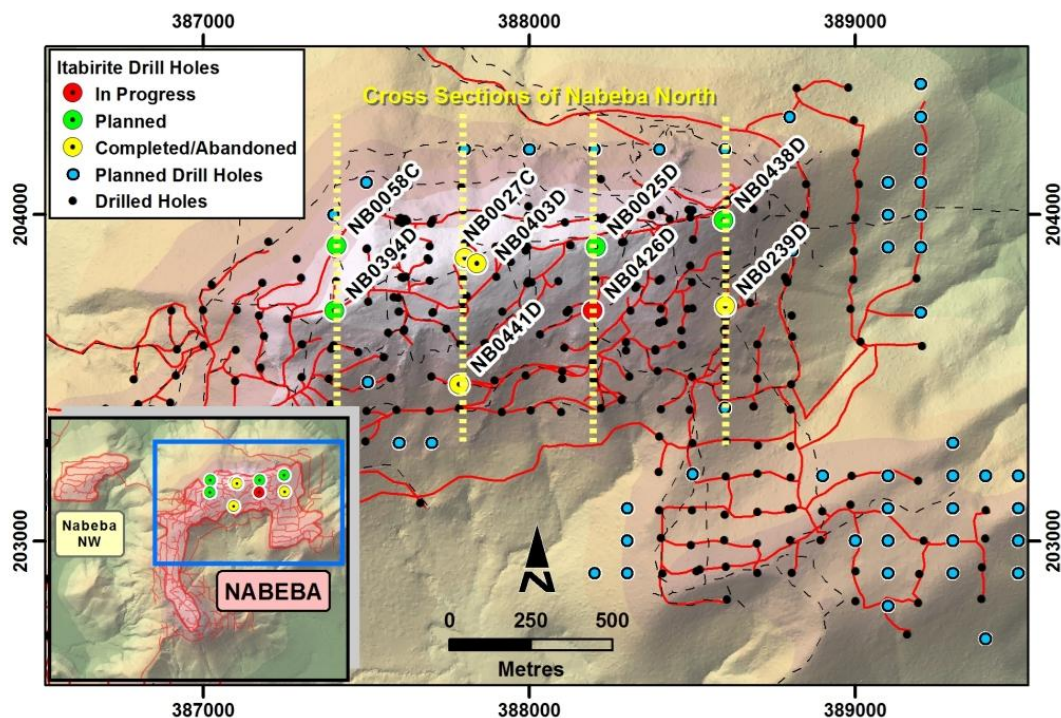 387000 388000 389000
Itabirite Drill Holes
In Progress
Planned
Completed/Abandoned
Planned Drill Holes
Drilled Holes
Cross Sections of Nabeba North
204000
204000
NB0058C
NB0394D
NB0027C
NB0403D
NB0441D
NB0025D
NB0426D
NB0438D
NB0239D
203000
203000
Nabeba
NW
NABEBA
N
0 250 500
Metres
387000 388000 389000